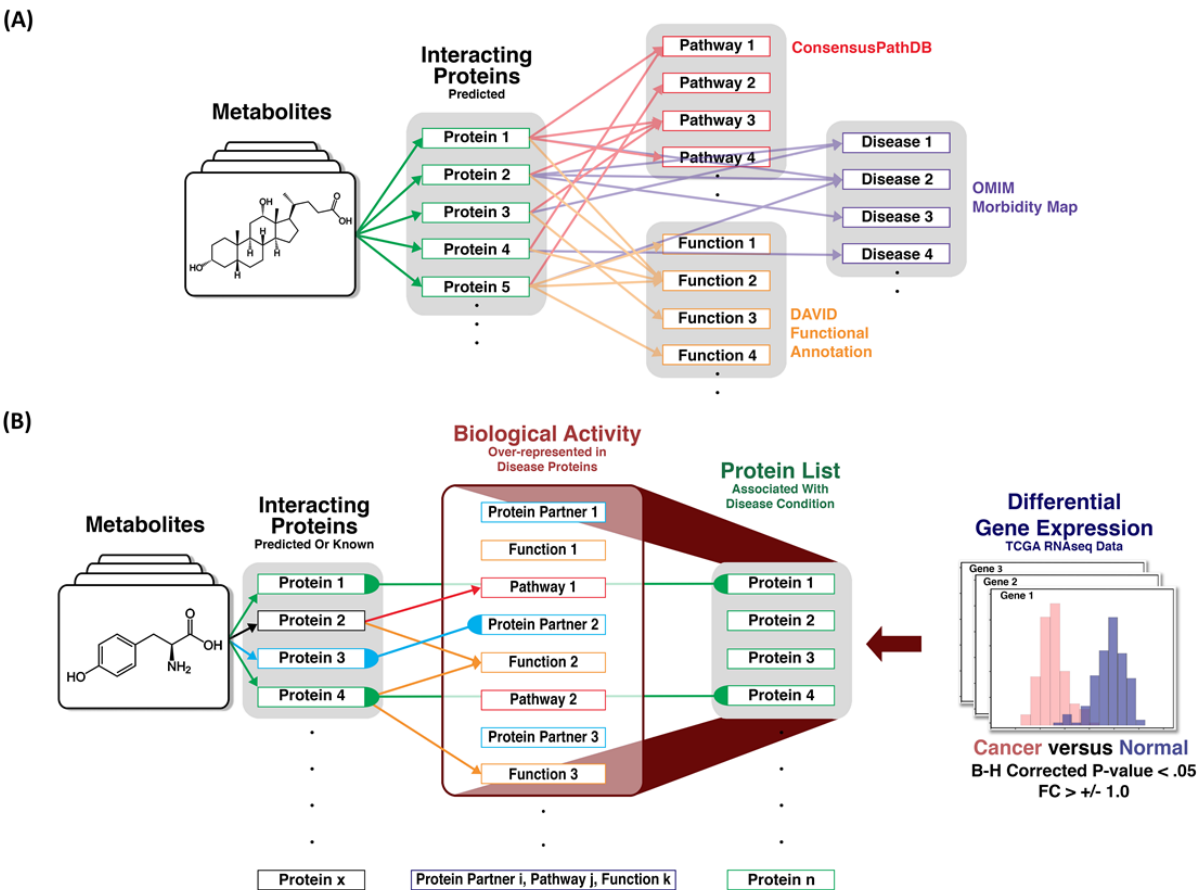 (A)
Metabolites
OH
O
OH
H
H
H
H
HO
H
Interacting
Proteins
Predicted
Protein 1
Protein 2
Protein 3
Protein 4
Protein 5
Pathway 1
Pathway 2
Pathway 3
Pathway 4
ConsensusPathDB
Function 1
Function 2
Function 3
Function 4
DAVID
Functional
Annotation
Disease 1
Disease 2
Disease 3
Disease 4
OMIM
Morbidity Map
(B)
Metabolites
O
OH
NH2
HO
Interacting
Proteins
Predicted Or Known
Protein 1
Protein 2
Protein 3
Protein 4
Protein x
Biological Activity
Over-represented in
Disease Proteins
Protein Partner 1
Function 1
Pathway 1
Protein Partner 2
Function 2
Pathway 2
Protein Partner 3
Function 3
Protein Partner i, Pathway j, Function k
Protein List
Associated With
Disease Condition
Protein 1
Protein 2
Protein 3
Protein 4
Protein n
Differential
Gene Expression
TCGA RNAseq Data
Gene 3
Gene 2
Gene 1
Cancer versus Normal
B-H Corrected P-value < .05
FC > +/- 1.0